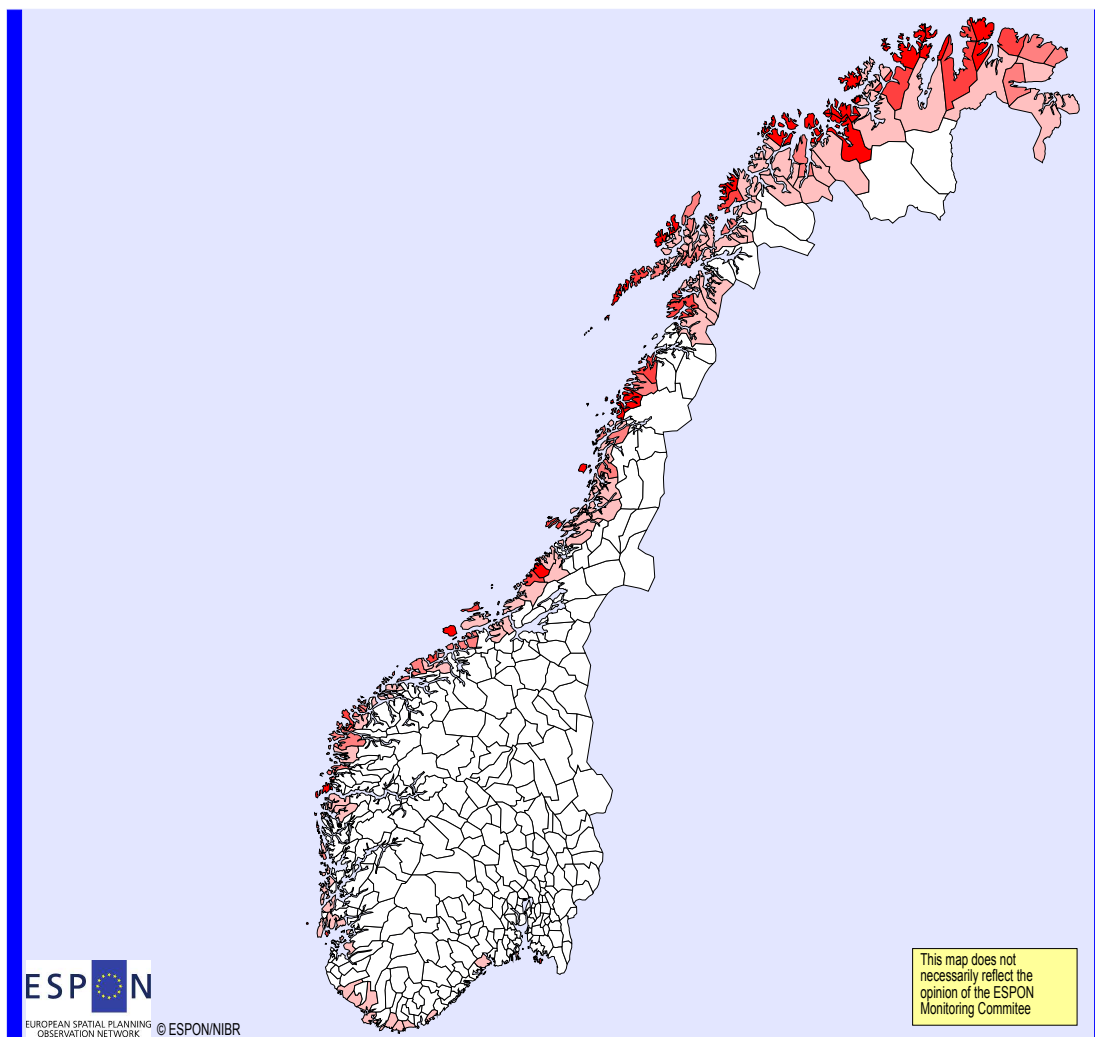 This map does not
necessarily reflect the
opinion of the ESPON
Monitoring Commitee
ESPON
EUROPEAN SPATIAL PLANNING
OBSERVATION NETWORK
© ESPON/NIBR